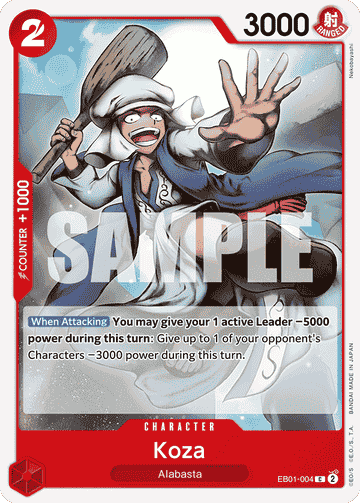 2
3000
射
RANGED
Nekobayashi
COUNTER +1000
SAMPLE
When Attacking You may give your 1 active Leader −5000
power during this turn: Give up to 1 of your opponent's
Characters −3000 power during this turn.
CHARACTER
Koza
Alabasta
EB01-004 C 2
©E.O./S., T.A. BANDAI MADE IN JAPAN